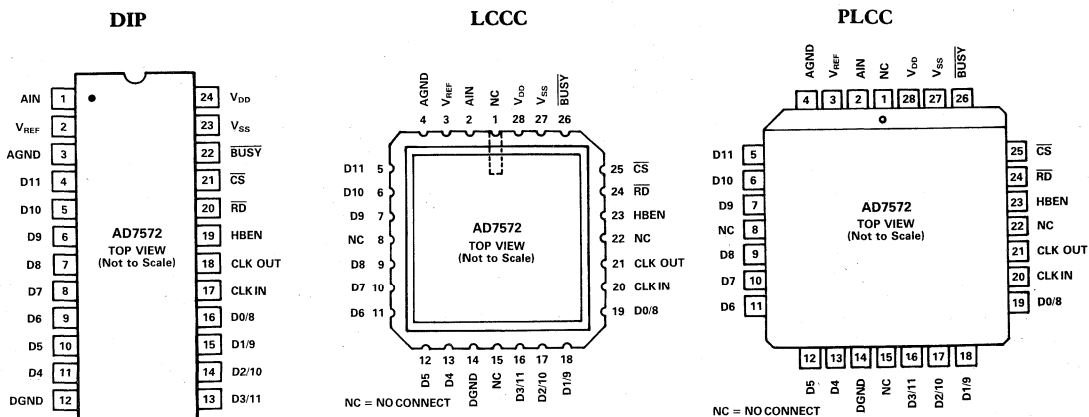 DIP
AIN 1
VREF 2
AGND 3
D11 4
D10 5
D9 6
D8 7
D7 8
D6 9
D5 10
D4 11
DGND 12
AD7572
TOP VIEW
(Not to Scale)
24 VDD
23 VSS
22 BUSY
21 CS
20 RD
19 HBEN
18 CLK OUT
17 CLK IN
16 D0/8
15 D1/9
14 D2/10
13 D3/11
LCCC
AGND VREF AIN NC VDD VSS BUSY
4 3 2 1 28 27 26
D11 5
D10 6
D9 7
NC 8
D8 9
D7 10
D6 11
AD7572
TOP VIEW
(Not to Scale)
25 CS
24 RD
23 HBEN
22 NC
21 CLK OUT
20 CLK IN
19 D0/8
12 13 14 15 16 17 18
D5 D4 DGND NC D3/11 D2/10 D1/9
NC = NO CONNECT
PLCC
AGND VREF AIN NC VDD VSS BUSY
4 3 2 1 28 27 26
D11 5
D10 6
D9 7
NC 8
D8 9
D7 10
D6 11
AD7572
TOP VIEW
(Not to Scale)
25 CS
24 RD
23 HBEN
22 NC
21 CLK OUT
20 CLK IN
19 D0/8
12 13 14 15 16 17 18
D5 D4 DGND NC D3/11 D2/10 D1/9
NC = NO CONNECT